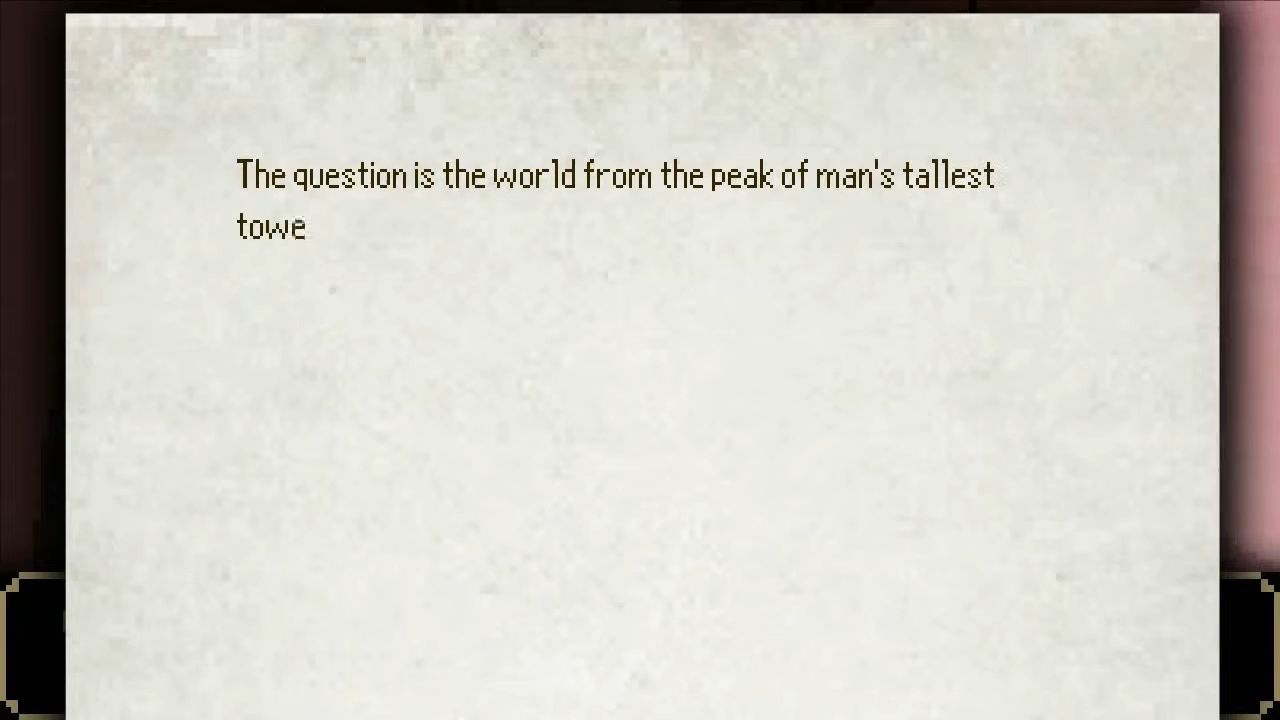 The question is the world from the peak of man's tallest
towe